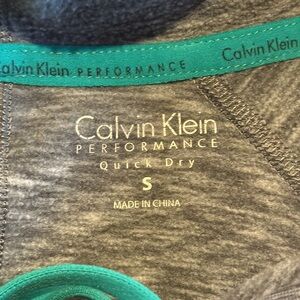 Calvin Klein PERFORMANCE Calvin Klein
Calvin Klein
PERFORMANCE
Quick Dry
S
MADE IN CHINA